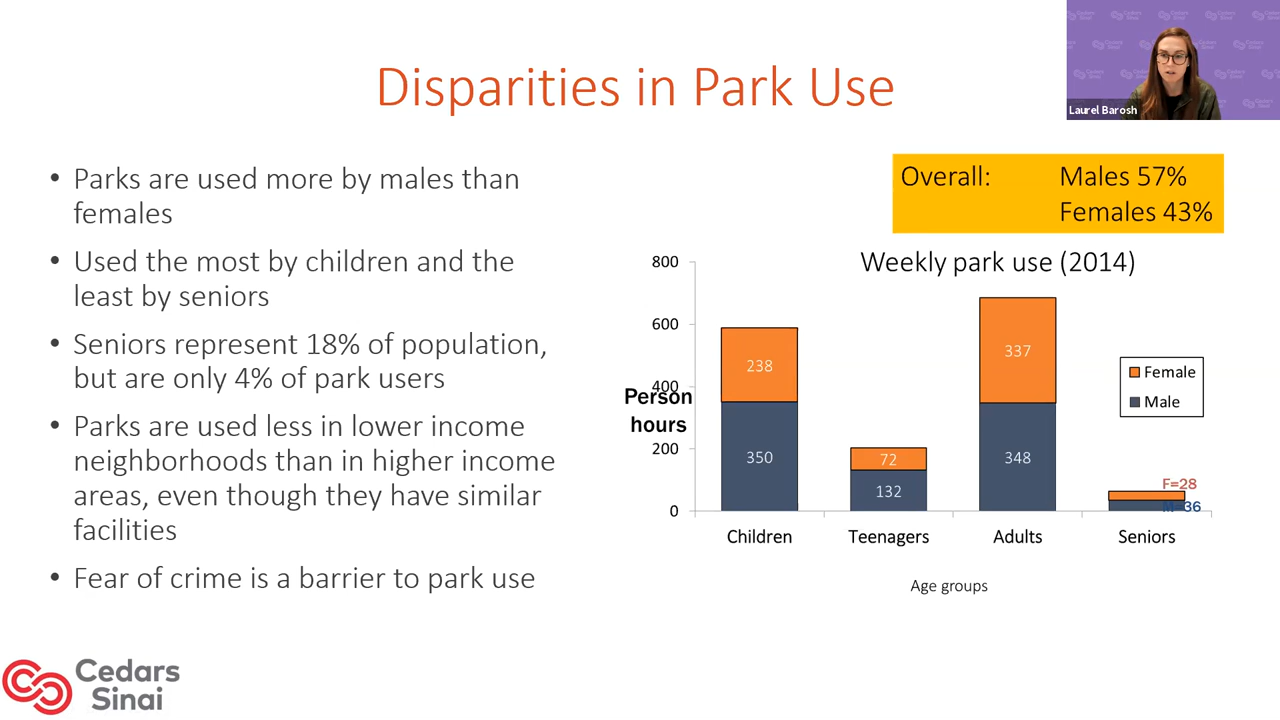 Cedars
Sinai
Cedars
Sinai
Laurel Barosh
Disparities in Park Use
• Parks are used more by males than
females
• Used the most by children and the
least by seniors
• Seniors represent 18% of population,
but are only 4% of park users
• Parks are used less in lower income
neighborhoods than in higher income
areas, even though they have similar
facilities
• Fear of crime is a barrier to park use
Overall: Males 57%
Females 43%
Weekly park use (2014)
800
600
400
200
0
Person
hours
238
350
72
132
337
348
F=28
M=36
Female
Male
Children
Teenagers
Adults
Seniors
Age groups
Cedars
Sinai